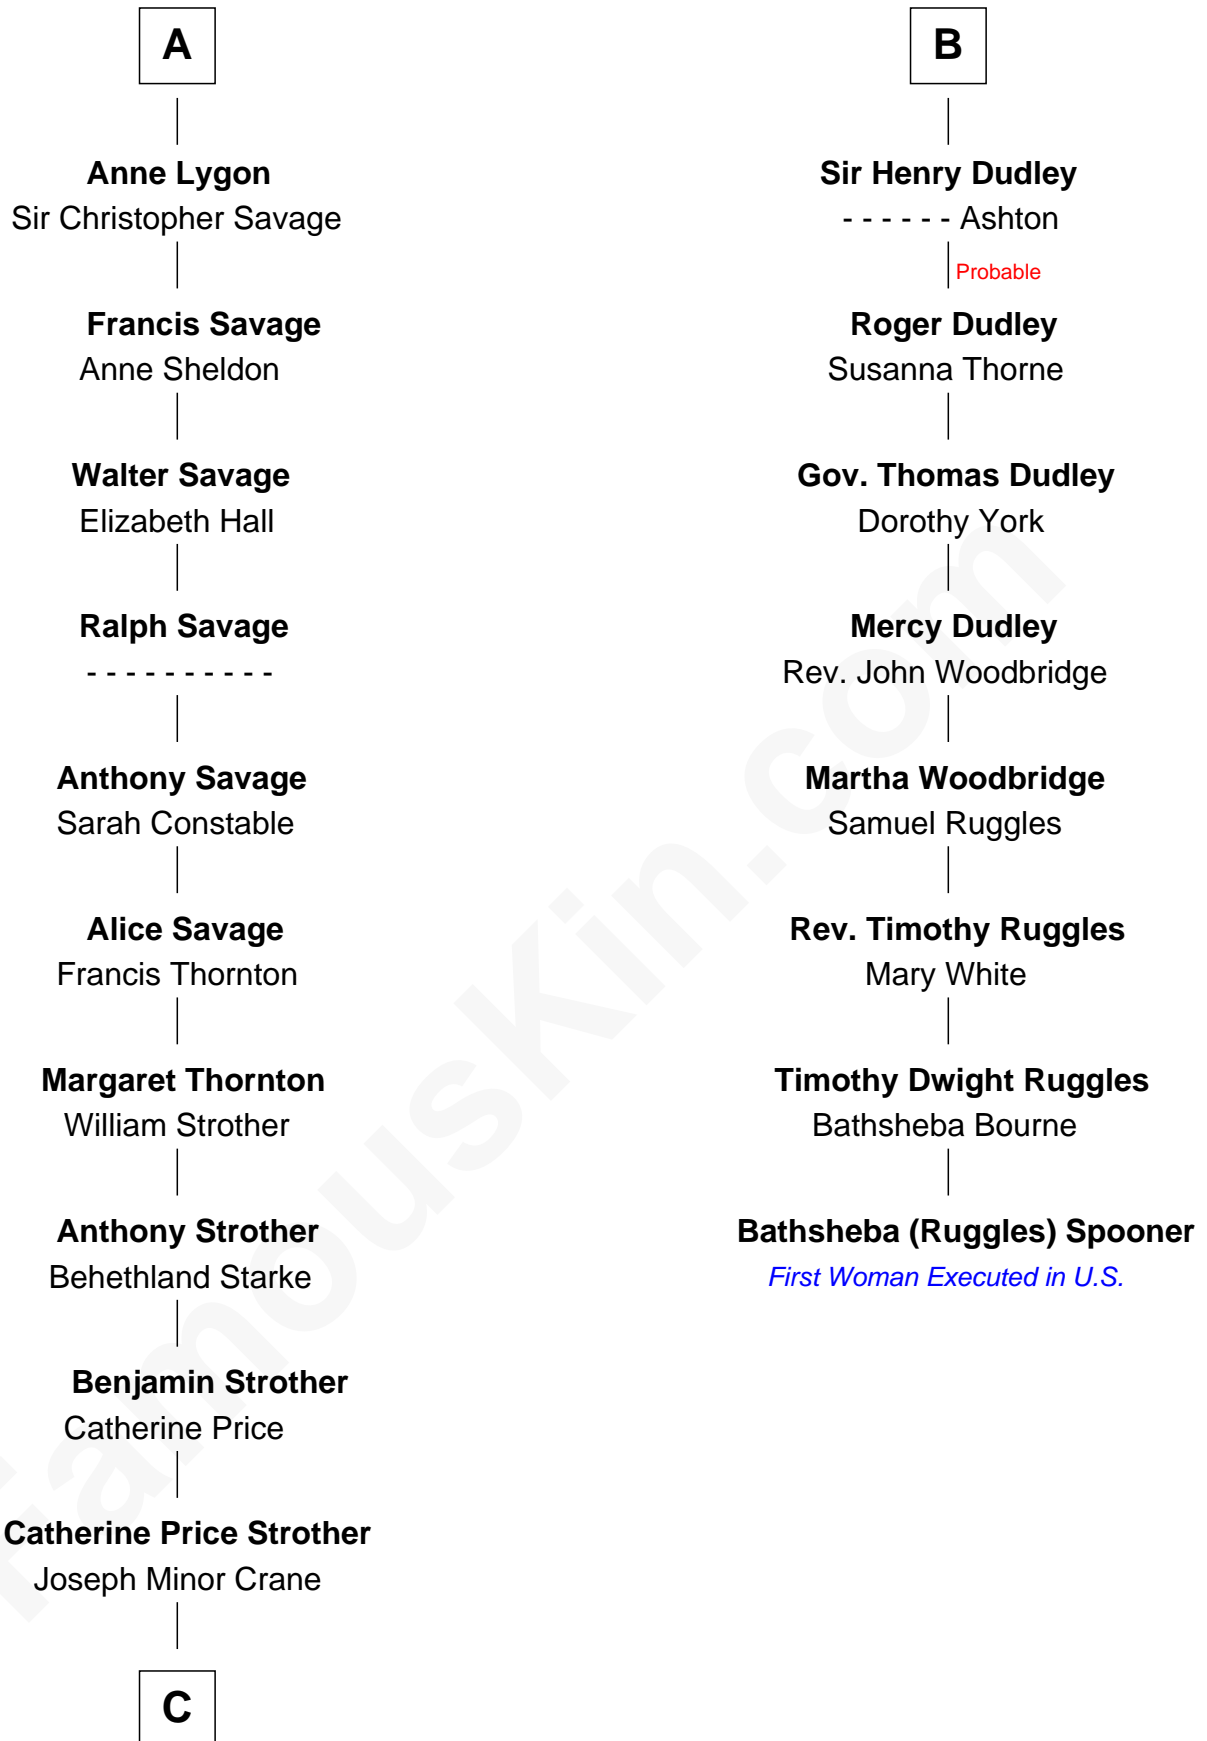 A
Anne Lygon
Sir Christopher Savage
Francis Savage
Anne Sheldon
Walter Savage
Elizabeth Hall
Ralph Savage
- - - - - - - - - -
Anthony Savage
Sarah Constable
Alice Savage
Francis Thornton
Margaret Thornton
William Strother
Anthony Strother
Behethland Starke
Benjamin Strother
Catherine Price
Catherine Price Strother
Joseph Minor Crane
C
B
Sir Henry Dudley
- - - - - - Ashton
Probable
Roger Dudley
Susanna Thorne
Gov. Thomas Dudley
Dorothy York
Mercy Dudley
Rev. John Woodbridge
Martha Woodbridge
Samuel Ruggles
Rev. Timothy Ruggles
Mary White
Timothy Dwight Ruggles
Bathsheba Bourne
Bathsheba (Ruggles) Spooner
First Woman Executed in U.S.
FamousKin.com